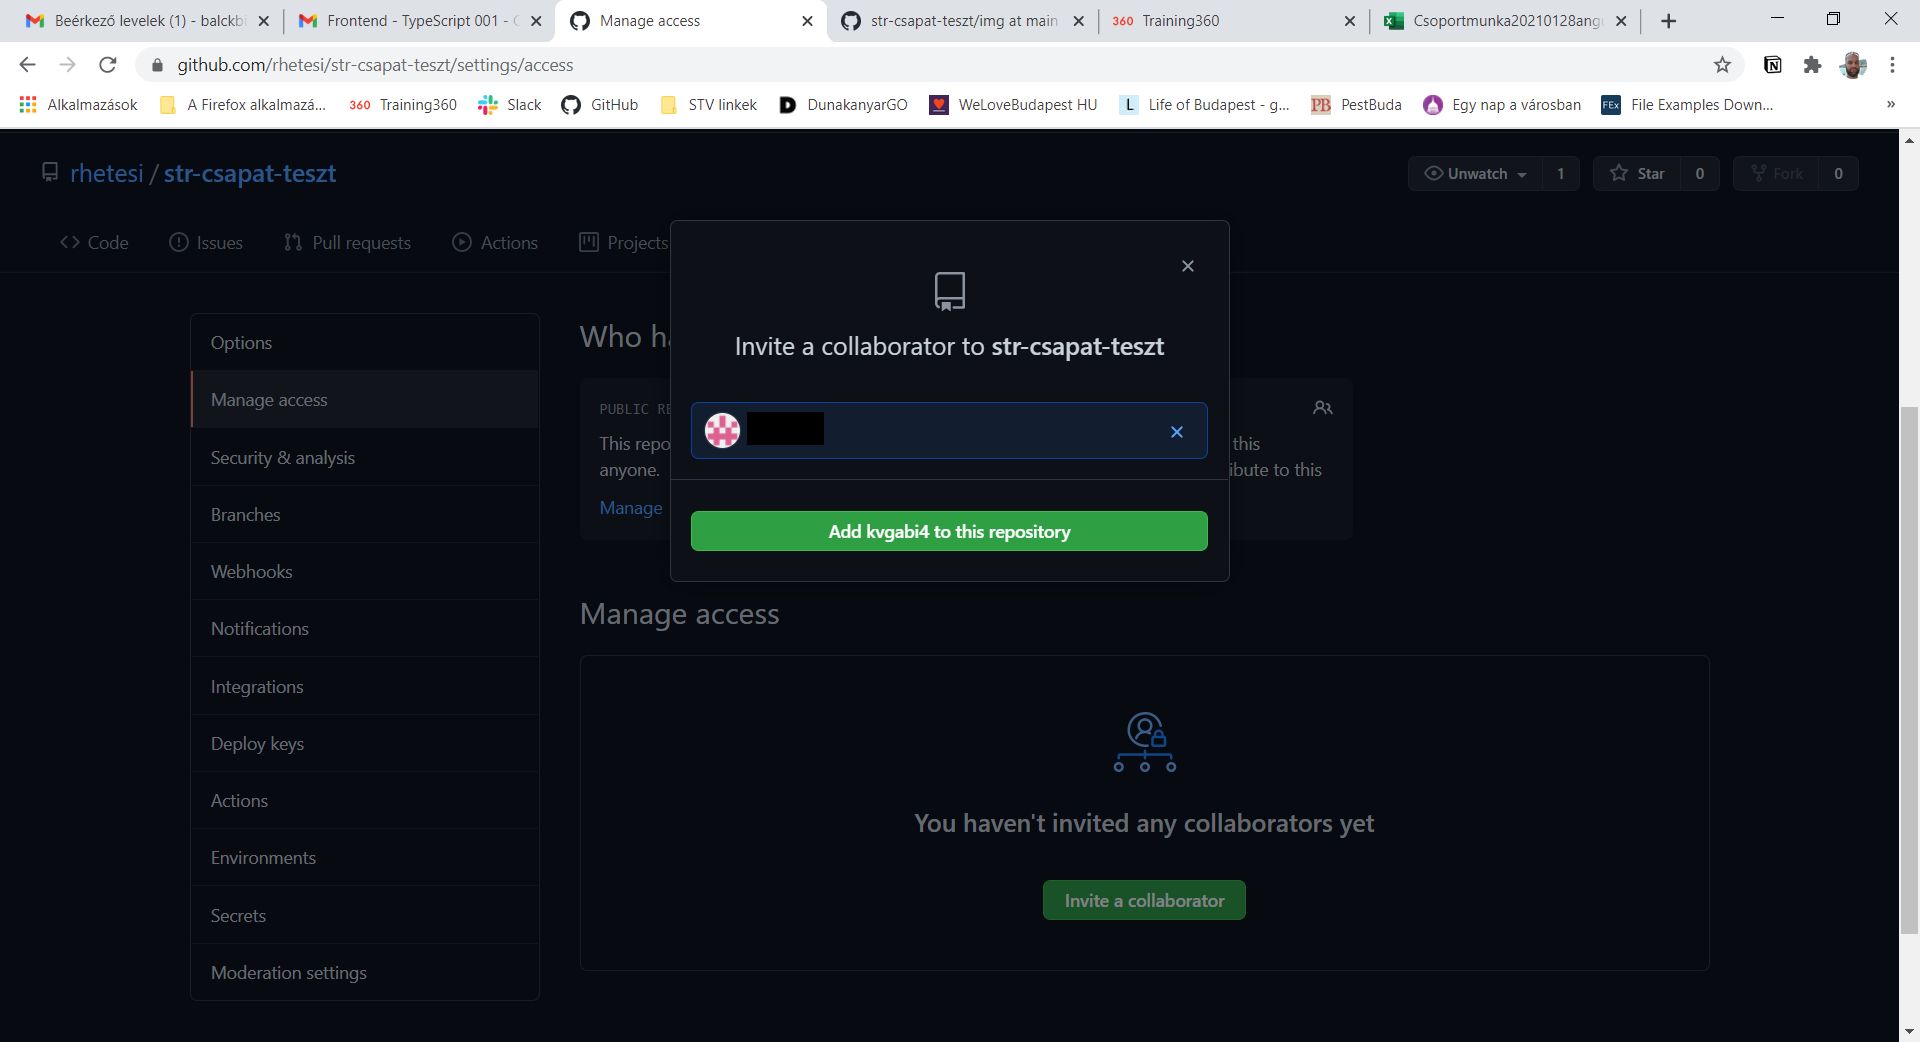 Beérkező levelek (1) - balckbi
Frontend - TypeScript 001 -
Manage access
str-csapat-teszt/img at main
360 Training360
Csoportmunka20210128angu
github.com/rhetesi/str-csapat-teszt/settings/access
Alkalmazások
A Firefox alkalmazá...
360 Training360
Slack
GitHub
STV linkek
D DunakanyarGO
WeLoveBudapest HU
L Life of Budapest - g...
PB PestBuda
Egy nap a városban
FEx File Examples Down...
»
rhetesi / str-csapat-teszt
Unwatch 1
Star 0
Fork 0
Code
Issues
Pull requests
Actions
Projects
Options
Manage access
Security & analysis
Branches
Webhooks
Notifications
Integrations
Deploy keys
Actions
Environments
Secrets
Moderation settings
Who ha
PUBLIC RE
This repo
anyone.
Manage
this
ibute to this
Invite a collaborator to str-csapat-teszt
Add kvgabi4 to this repository
Manage access
You haven't invited any collaborators yet
Invite a collaborator